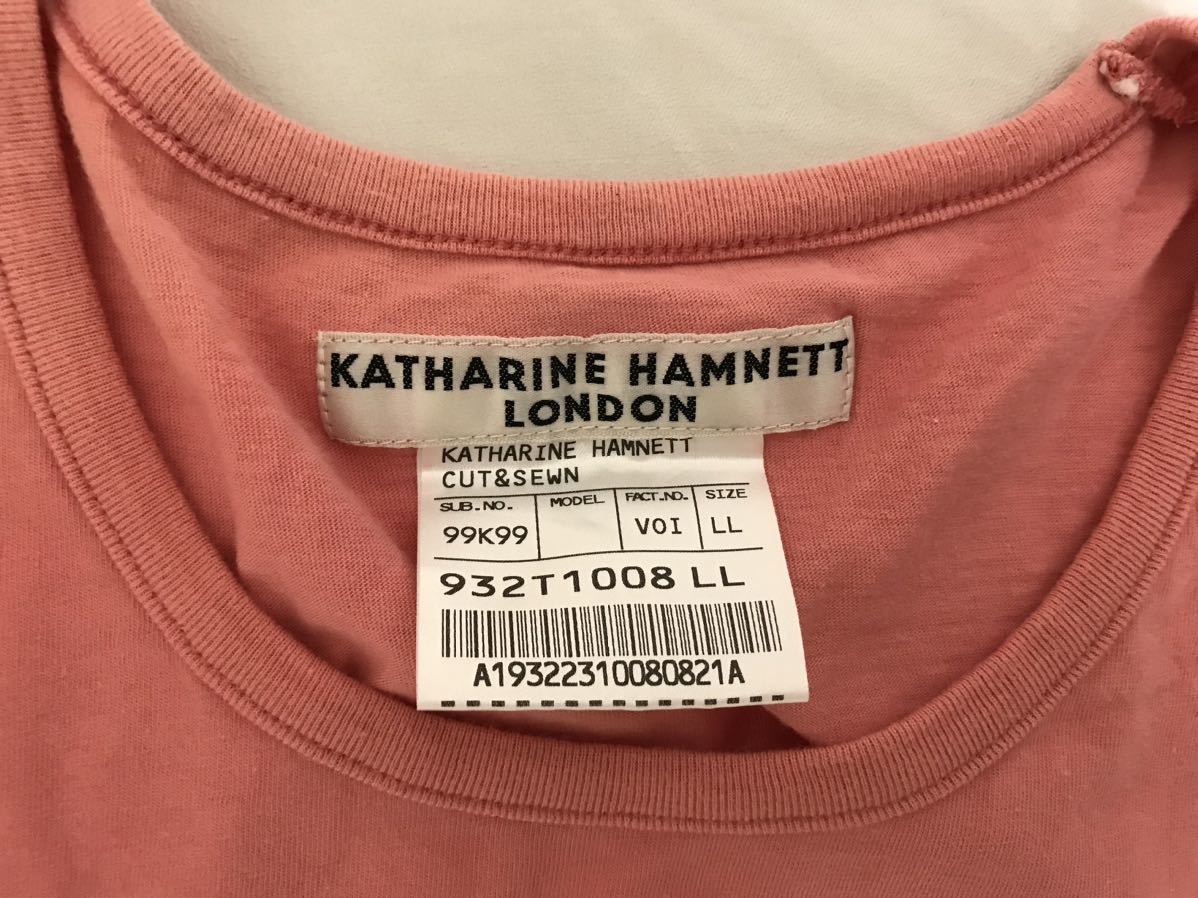 KATHARINE HAMNETT
LONDON
KATHARINE HAMNETT
CUT&SEWN
SUB.NO. MODEL FACT.NO. SIZE
99K99 VOI LL
932T1008 LL
A19322310080821A